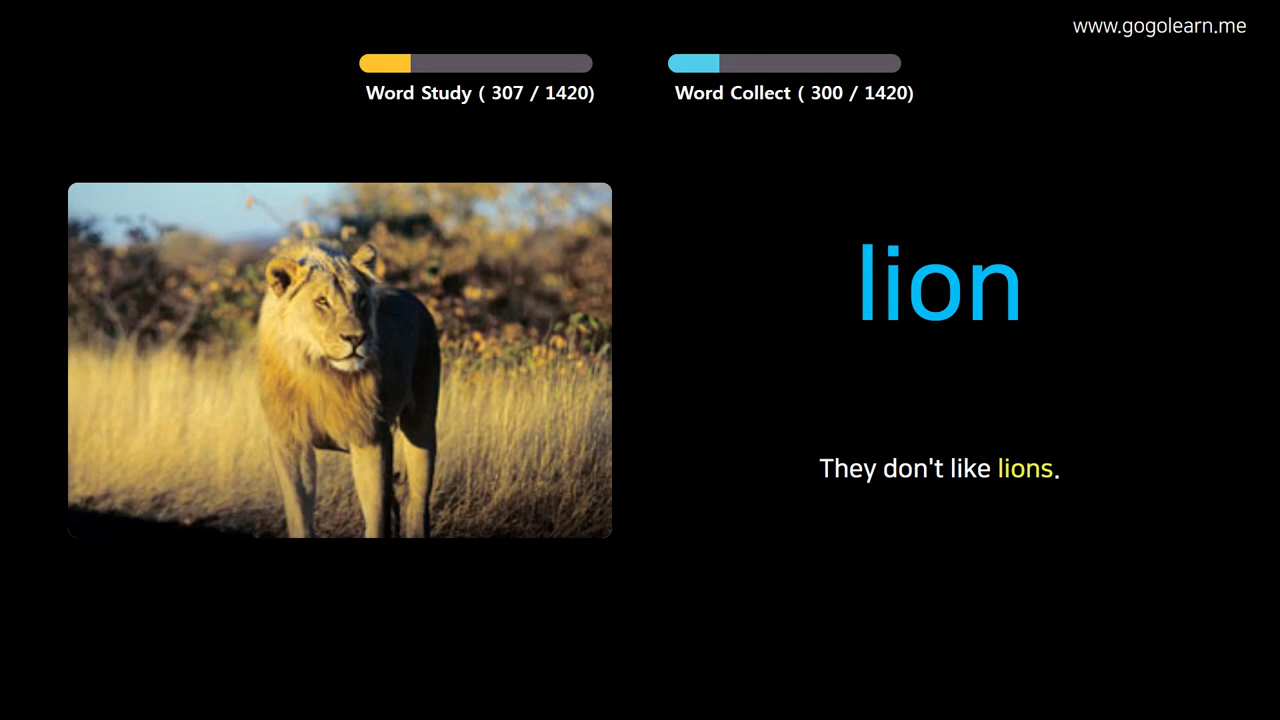 www.gogolearn.me
Word Study ( 307 / 1420)
Word Collect ( 300 / 1420)
lion
They don't like lions.